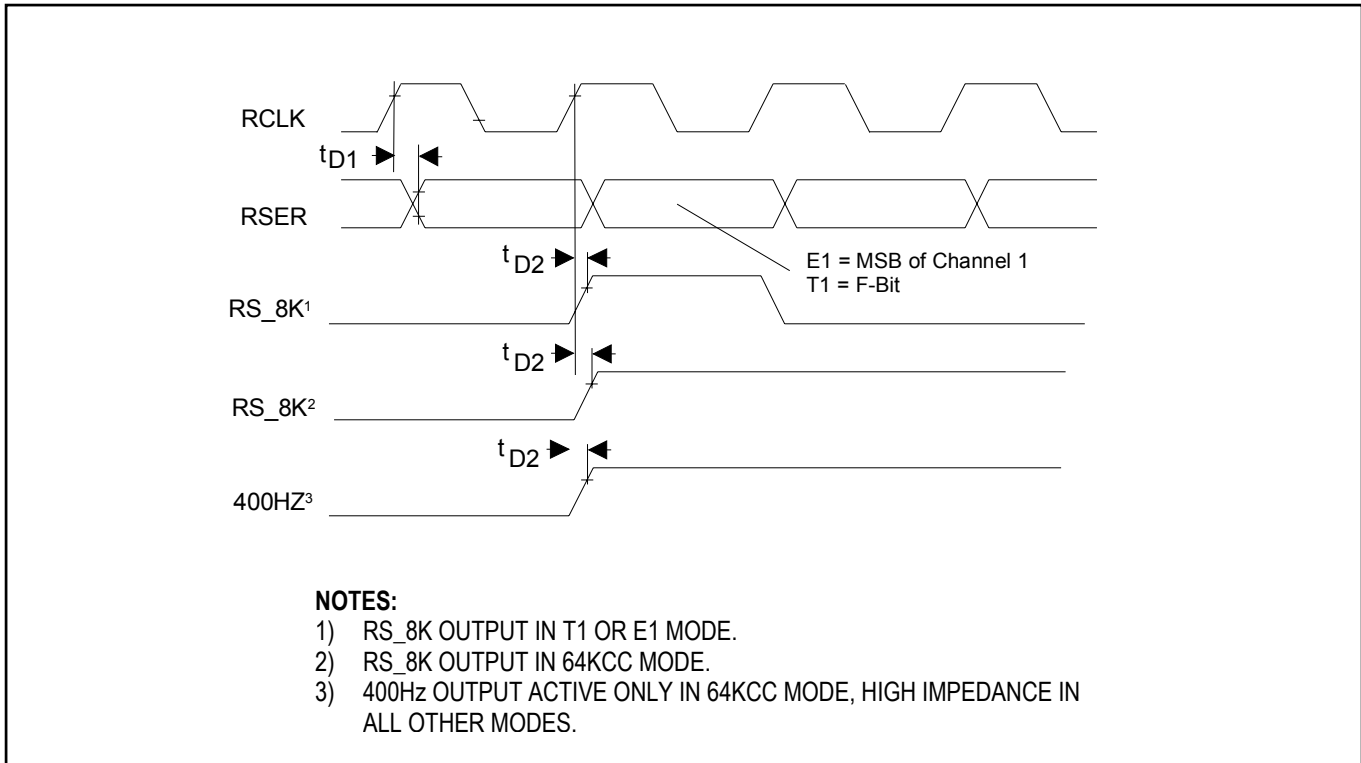 RCLK
tD1
RSER
tD2
E1 = MSB of Channel 1
T1 = F-Bit
RS_8K1
tD2
RS_8K2
tD2
400HZ3
NOTES:
1) RS_8K OUTPUT IN T1 OR E1 MODE.
2) RS_8K OUTPUT IN 64KCC MODE.
3) 400Hz OUTPUT ACTIVE ONLY IN 64KCC MODE, HIGH IMPEDANCE IN
ALL OTHER MODES.